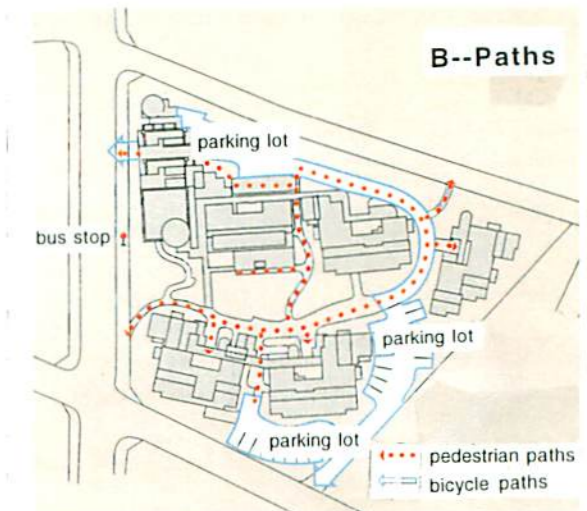 B--Paths
parking lot
bus stop
parking lot
parking lot
pedestrian paths
bicycle paths